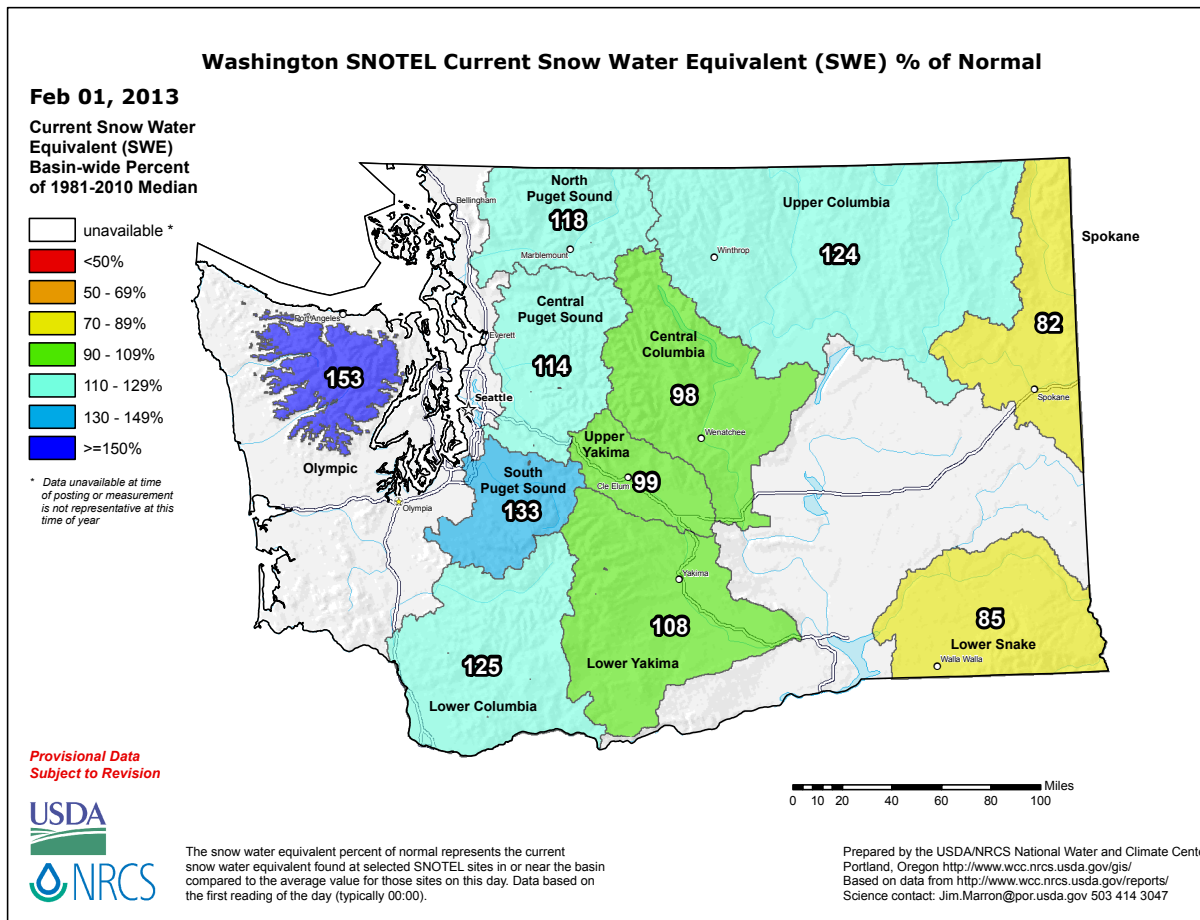 Washington SNOTEL Current Snow Water Equivalent (SWE) % of Normal
Feb 01, 2013
Current Snow Water
Equivalent (SWE)
Basin-wide Percent
of 1981-2010 Median
unavailable *
<50%
50 - 69%
70 - 89%
90 - 109%
110 - 129%
130 - 149%
>=150%
* Data unavailable at time
of posting or measurement
is not representative at this
time of year
North
Puget Sound
118
Bellingham
Marblemount
Upper Columbia
124
Winthrop
Spokane
82
Spokane
Central
Puget Sound
114
Everett
Port Angeles
153
Olympic
Seattle
Central
Columbia
98
Wenatchee
Upper
Yakima
99
Cle Elum
South
Puget Sound
133
Olympia
Yakima
108
Lower Yakima
125
Lower Columbia
85
Lower Snake
Walla Walla
Provisional Data
Subject to Revision
Miles
0 10 20 40 60 80 100
USDA
NRCS
The snow water equivalent percent of normal represents the current
snow water equivalent found at selected SNOTEL sites in or near the basin
compared to the average value for those sites on this day. Data based on
the first reading of the day (typically 00:00).
Prepared by the USDA/NRCS National Water and Climate Cente
Portland, Oregon http://www.wcc.nrcs.usda.gov/gis/
Based on data from http://www.wcc.nrcs.usda.gov/reports/
Science contact: Jim.Marron@por.usda.gov 503 414 3047